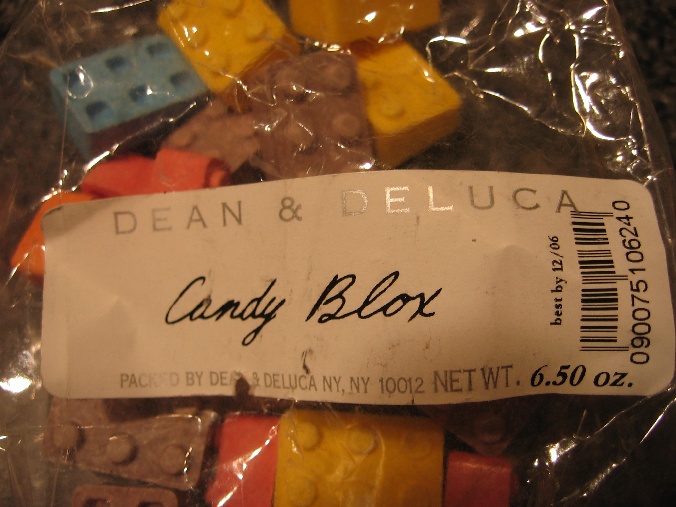 DEAN & DELUCA
best by 12/06
090075106240
Candy Blox
PACKED BY DEAN & DELUCA NY, NY 10012 NET WT. 6.50 oz.